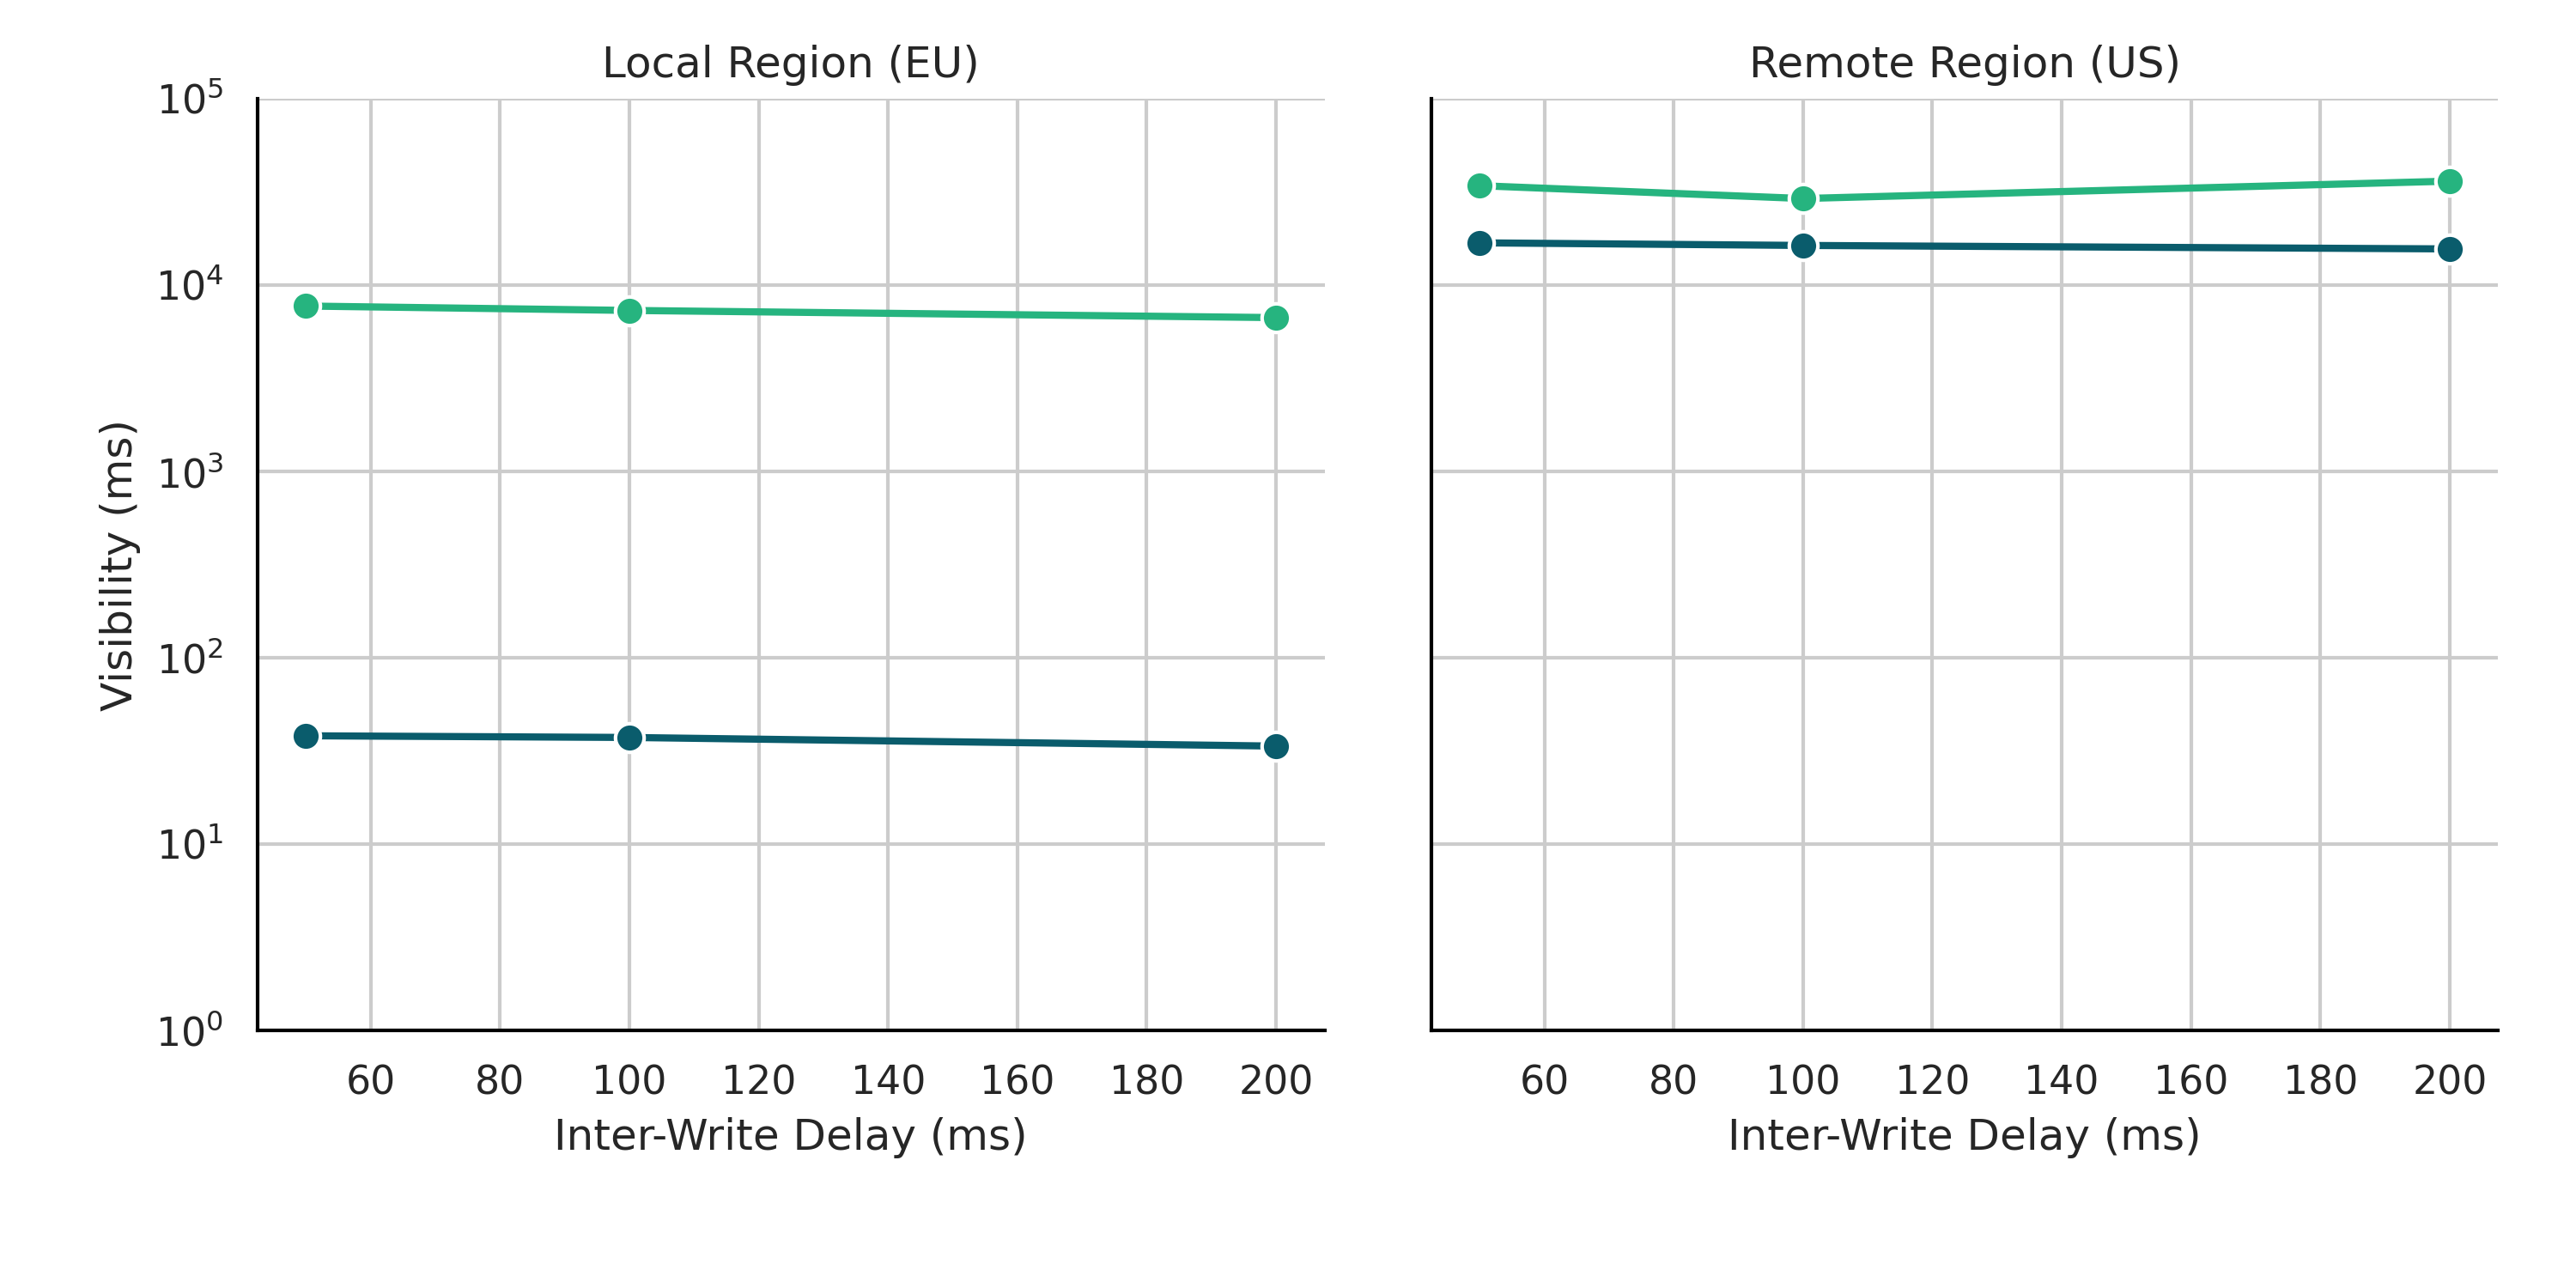 Local Region (EU)
Remote Region (US)
Visibility (ms)
10⁵
10⁴
10³
10²
10¹
10⁰
60 80 100 120 140 160 180 200
60 80 100 120 140 160 180 200
Inter-Write Delay (ms)
Inter-Write Delay (ms)